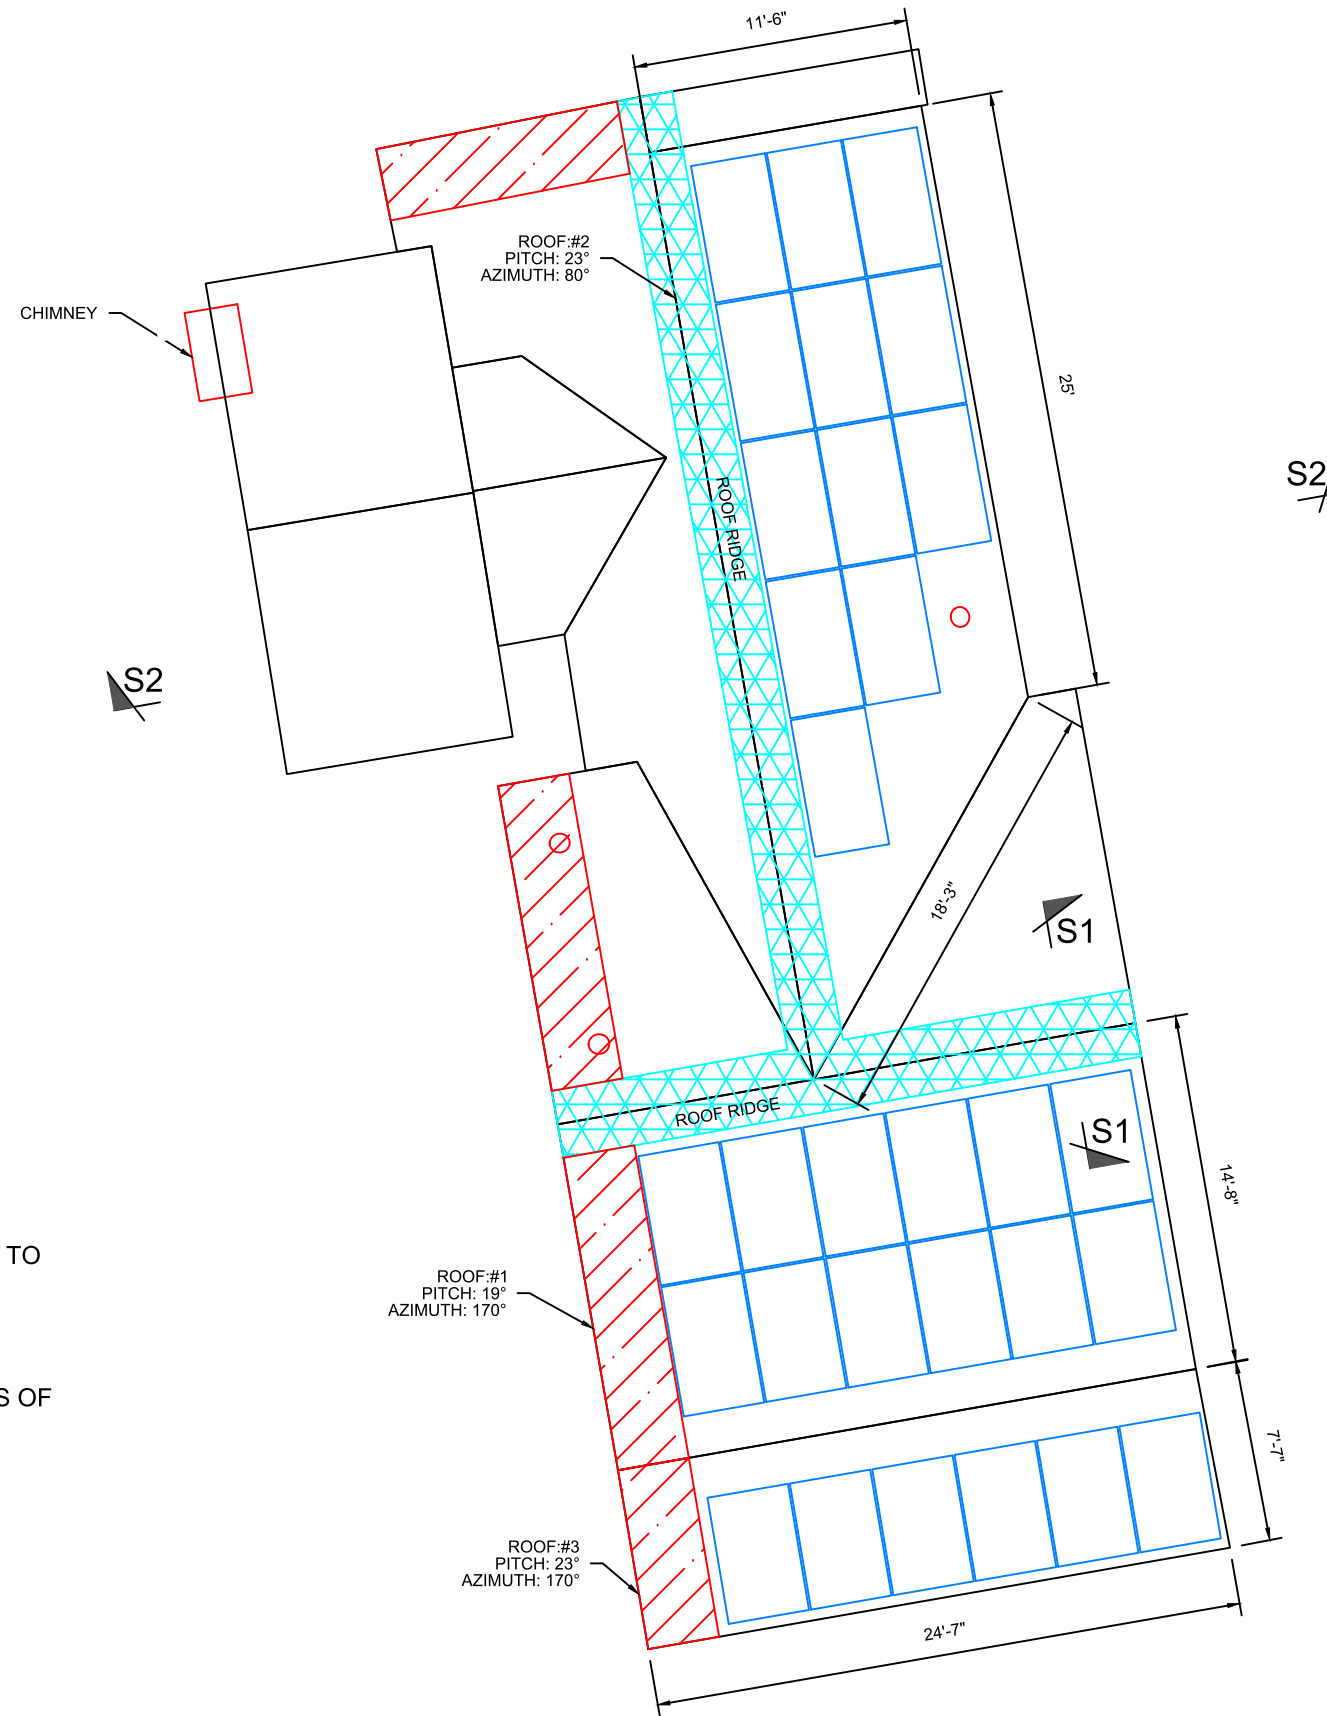 11'-6"
ROOF:#2
PITCH: 23°
AZIMUTH: 80°
CHIMNEY
25'
S2
ROOF RIDGE
S2
18'-3"
S1
ROOF RIDGE
S1
14'-8"
TO
ROOF:#1
PITCH: 19°
AZIMUTH: 170°
S OF
7'-7"
ROOF:#3
PITCH: 23°
AZIMUTH: 170°
24'-7"